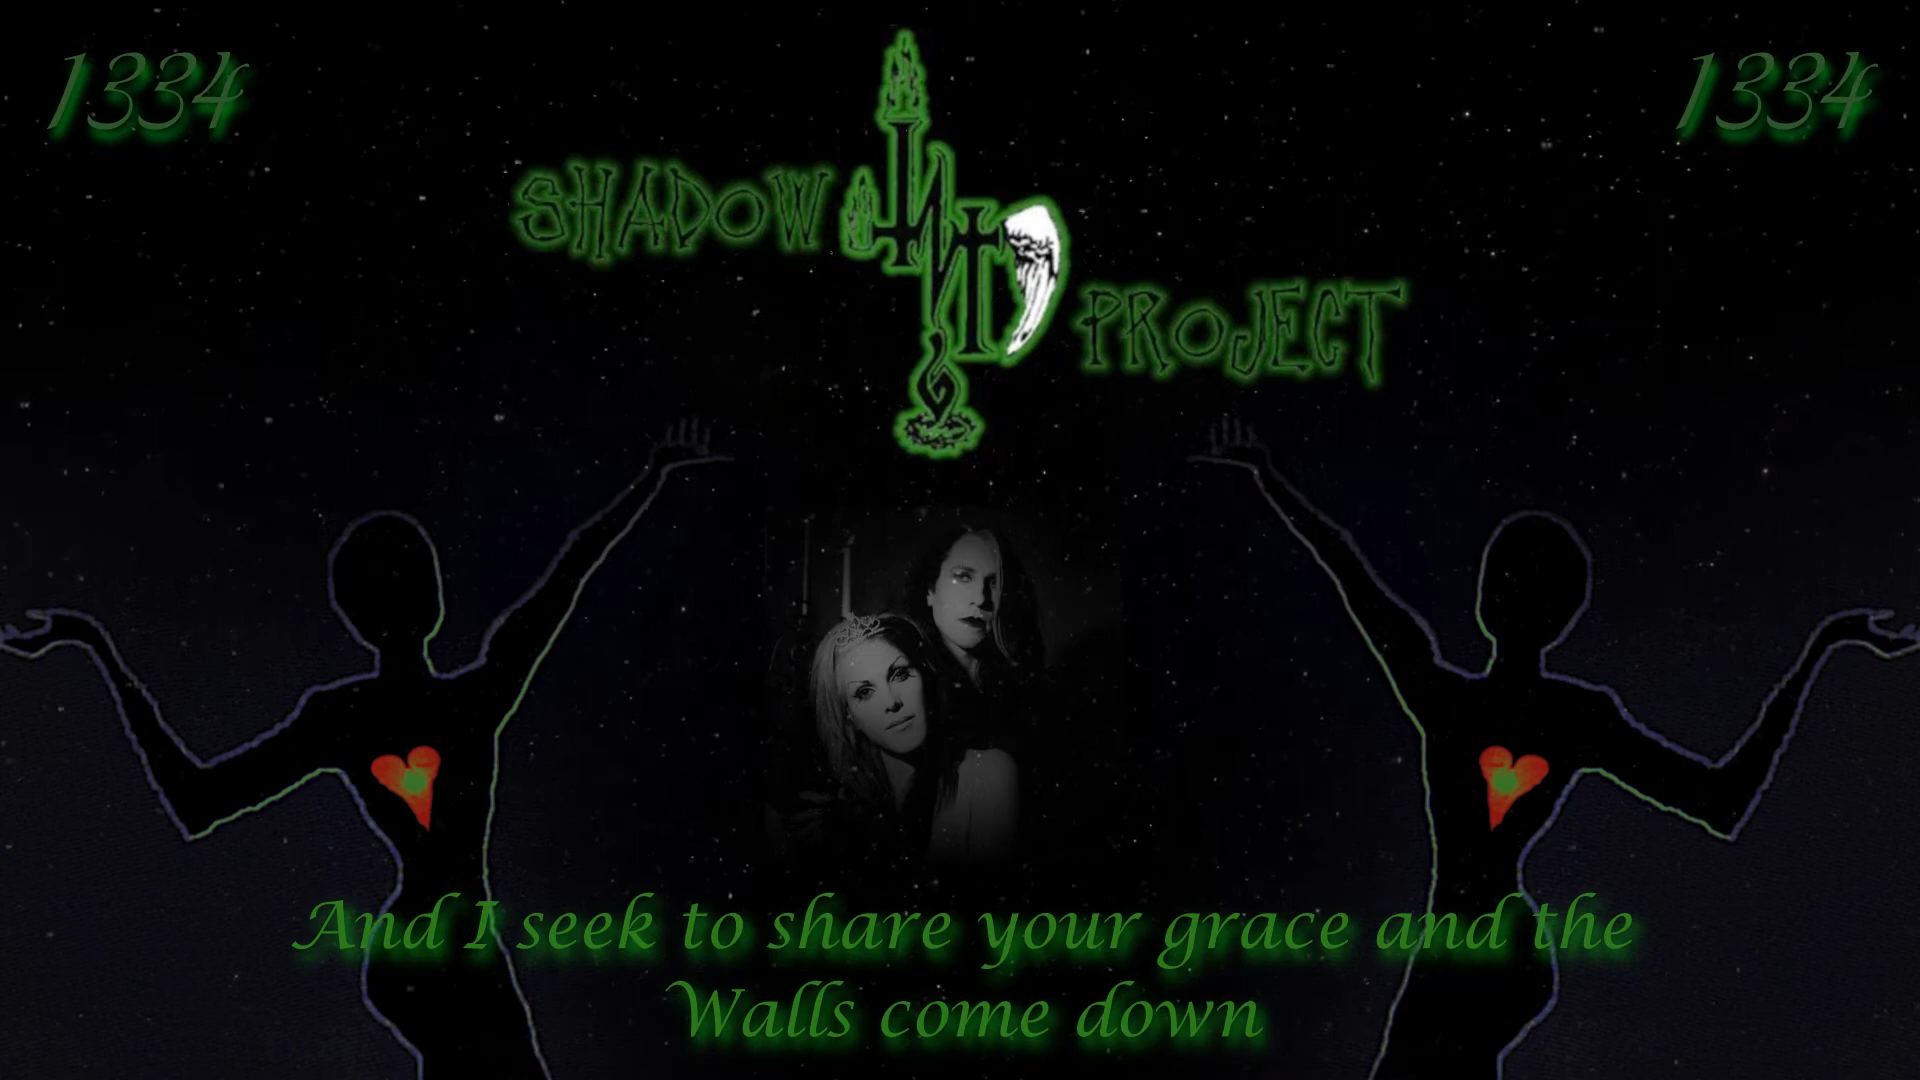 1334
1334
SHADOW
PROJECT
And I seek to share your grace and the
Walls come down